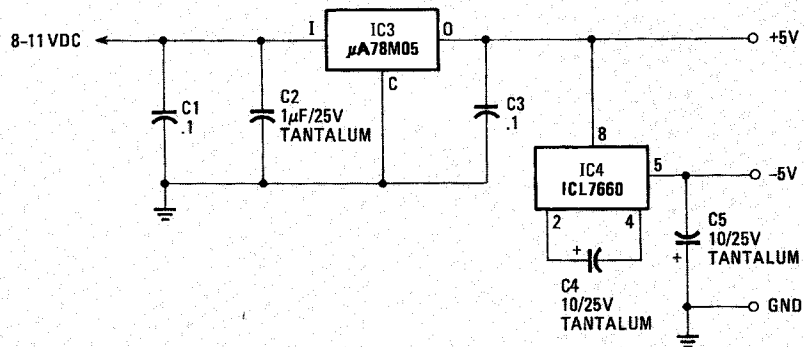 8-11VDC
I
IC3
μA78M05
O
C
+5V
C1
.1
C2
1μF/25V
TANTALUM
C3
.1
8
IC4
ICL7660
5
-5V
2
4
+
C4
10/25V
TANTALUM
C5
10/25V
TANTALUM
+
GND